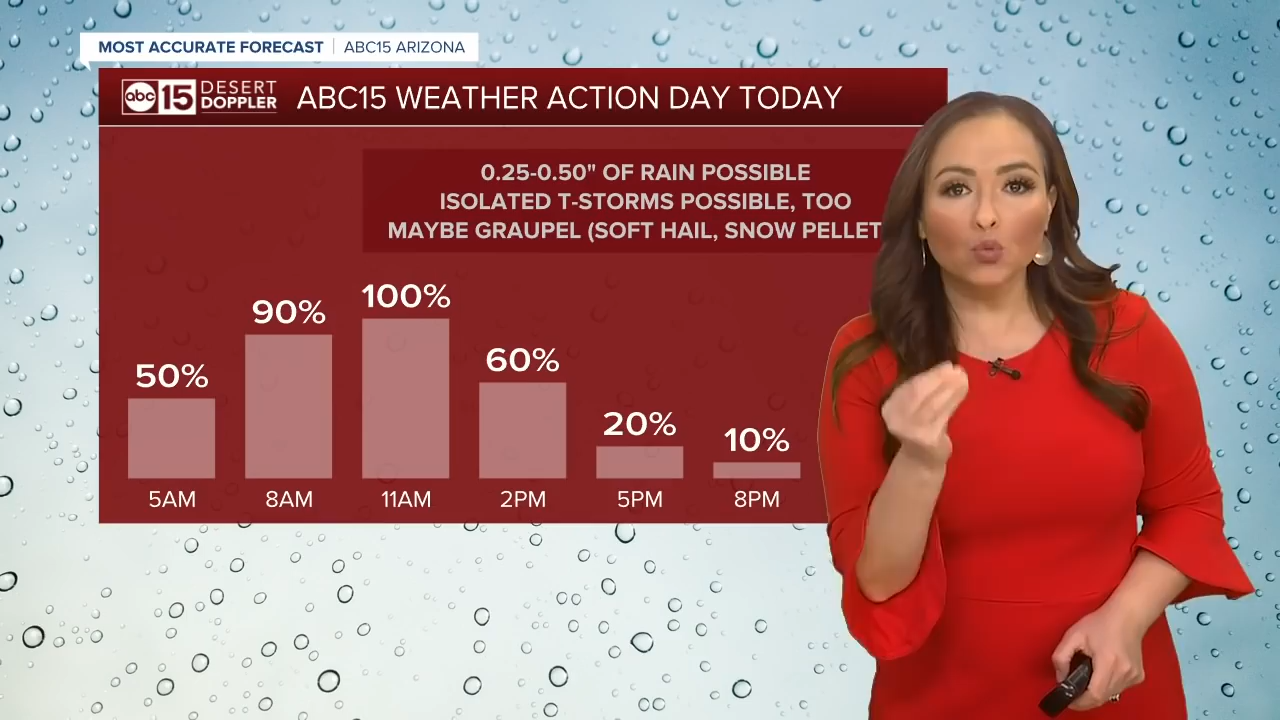 MOST ACCURATE FORECAST | ABC15 ARIZONA
abc 15 DESERT DOPPLER
ABC15 WEATHER ACTION DAY TODAY
0.25-0.50" OF RAIN POSSIBLE
ISOLATED T-STORMS POSSIBLE, TOO
MAYBE GRAUPEL (SOFT HAIL, SNOW PELLET
100%
90%
60%
50%
20%
10%
5AM 8AM 11AM 2PM 5PM 8PM